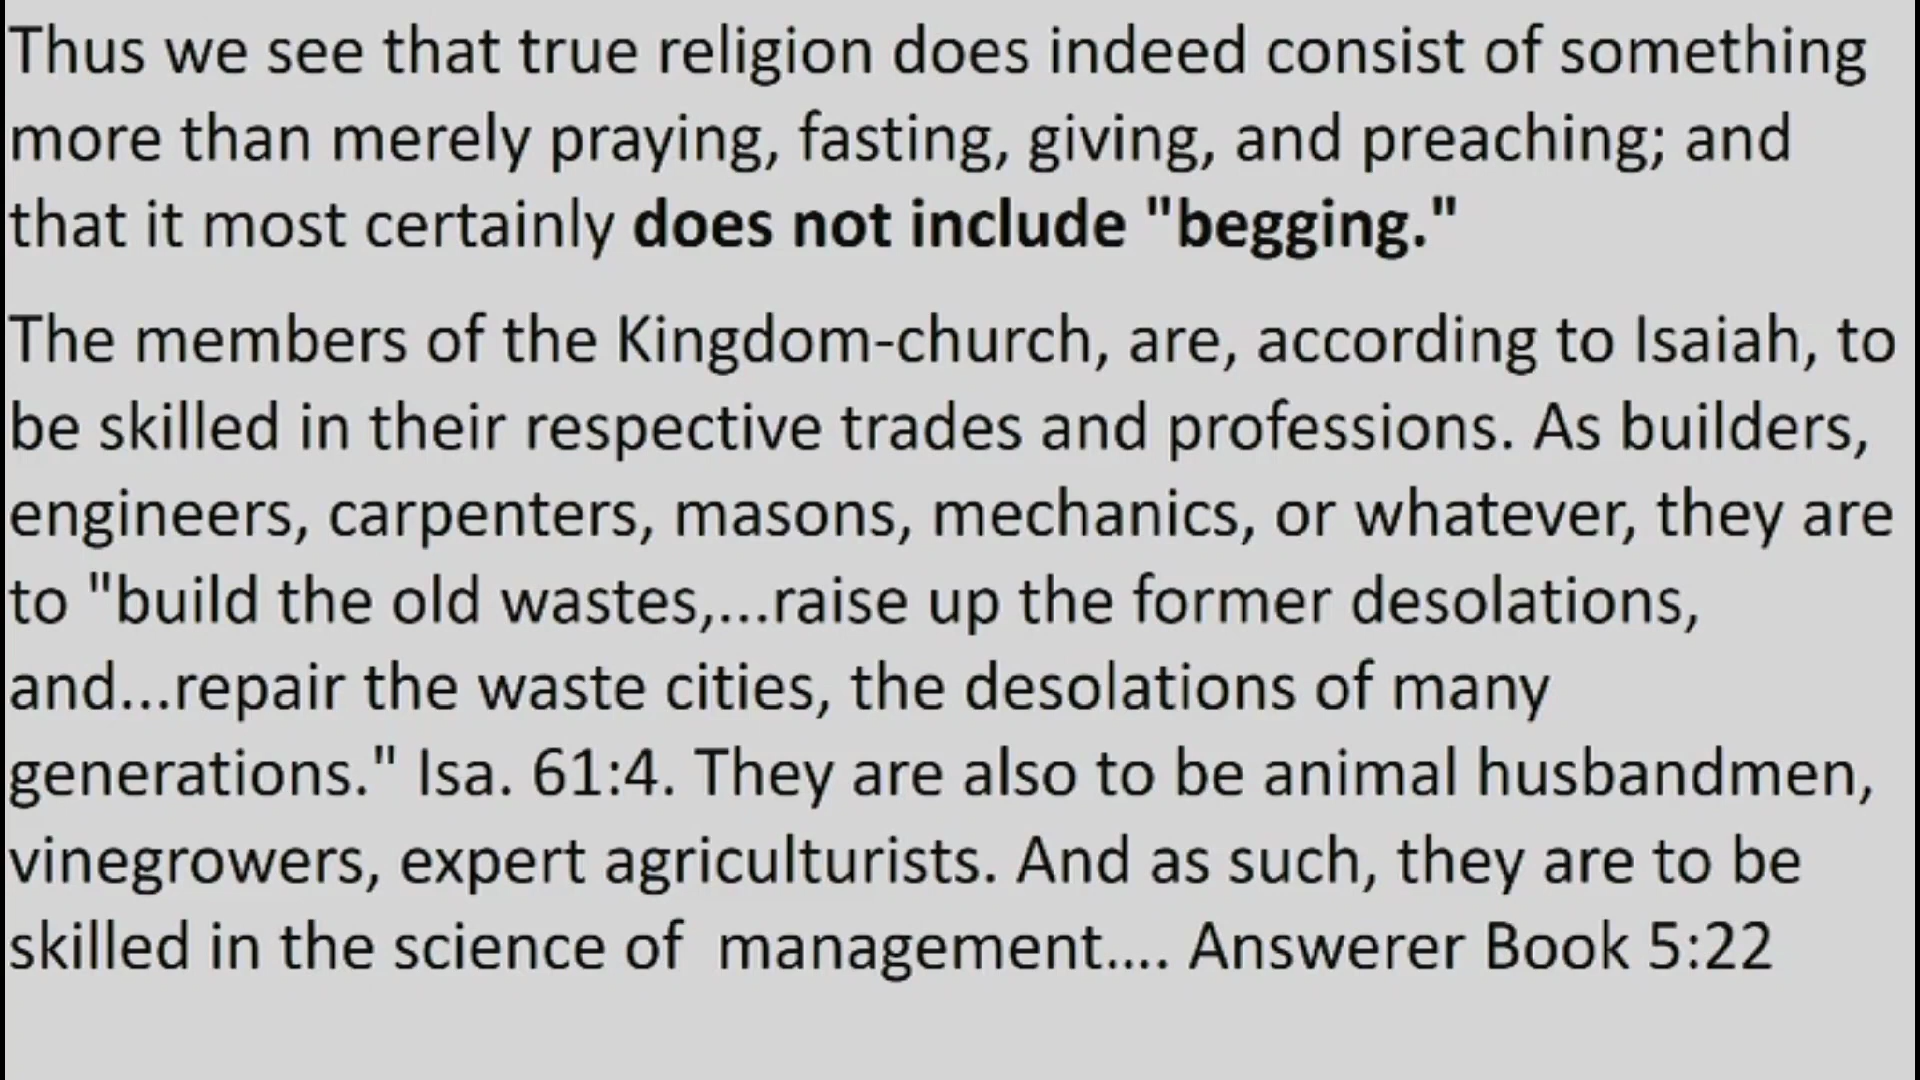 Thus we see that true religion does indeed consist of something
more than merely praying, fasting, giving, and preaching; and
that it most certainly does not include "begging."
The members of the Kingdom-church, are, according to Isaiah, to
be skilled in their respective trades and professions. As builders,
engineers, carpenters, masons, mechanics, or whatever, they are
to "build the old wastes,...raise up the former desolations,
and...repair the waste cities, the desolations of many
generations." Isa. 61:4. They are also to be animal husbandmen,
vinegrowers, expert agriculturists. And as such, they are to be
skilled in the science of  management.... Answerer Book 5:22